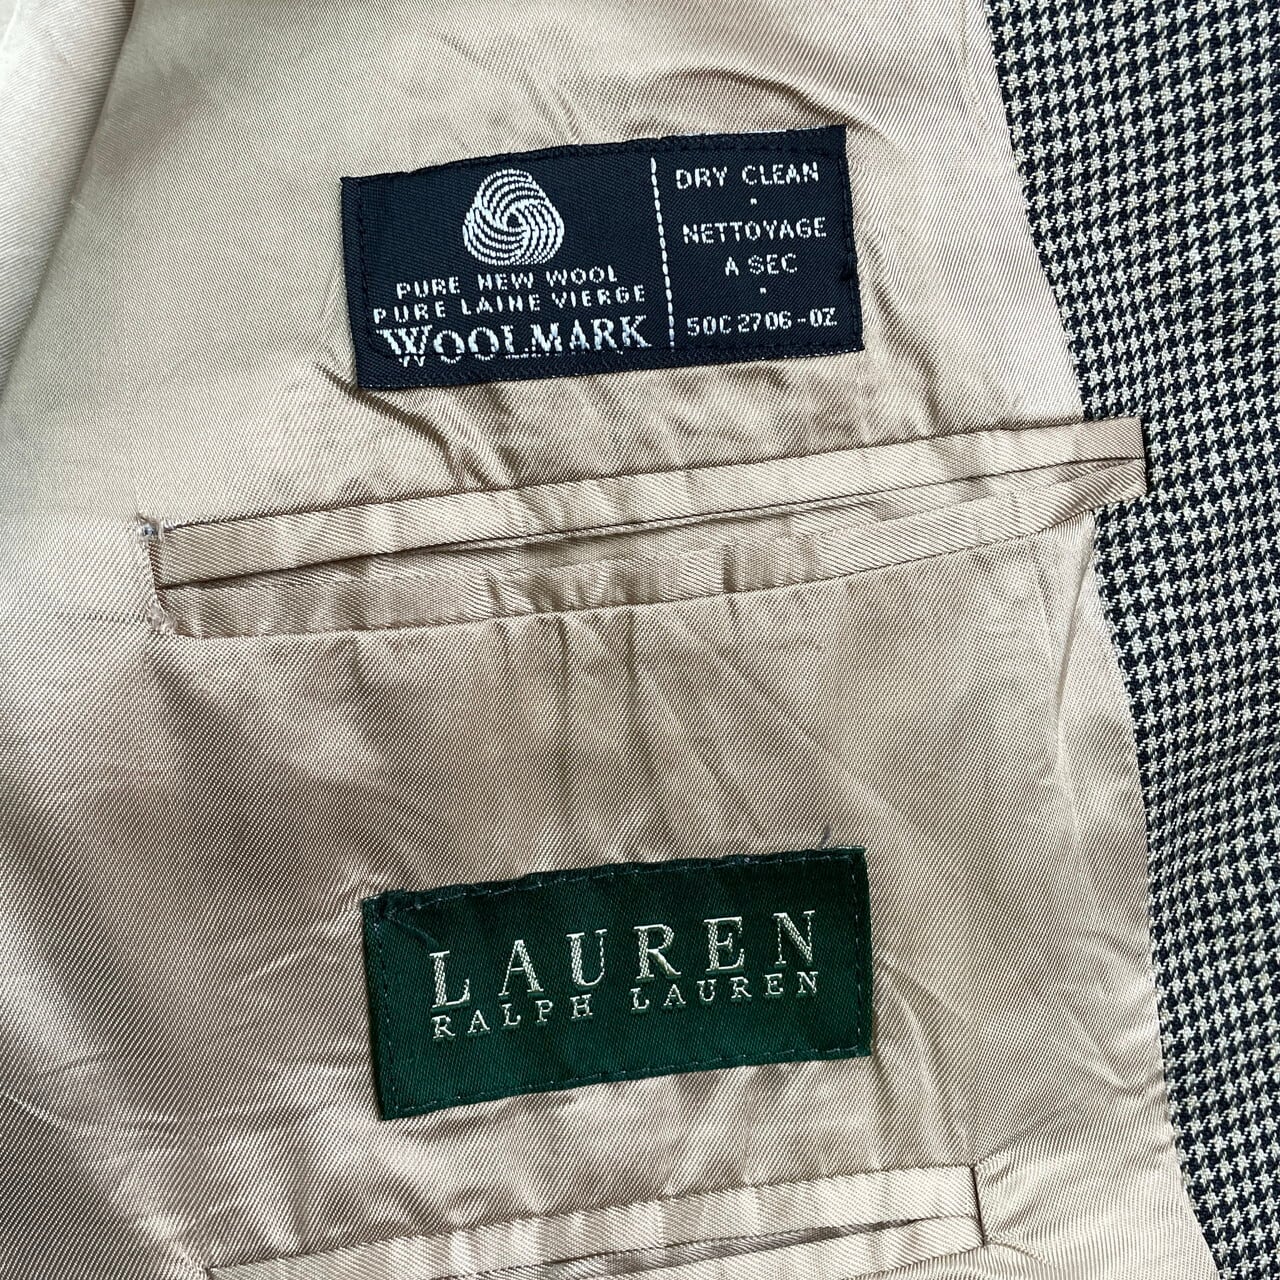 PURE NEW WOOL
PURE LAINE VIERGE
WOOLMARK
DRY CLEAN
NETTOYAGE
A SEC
50C2706-0Z
LAUREN
RALPH LAUREN